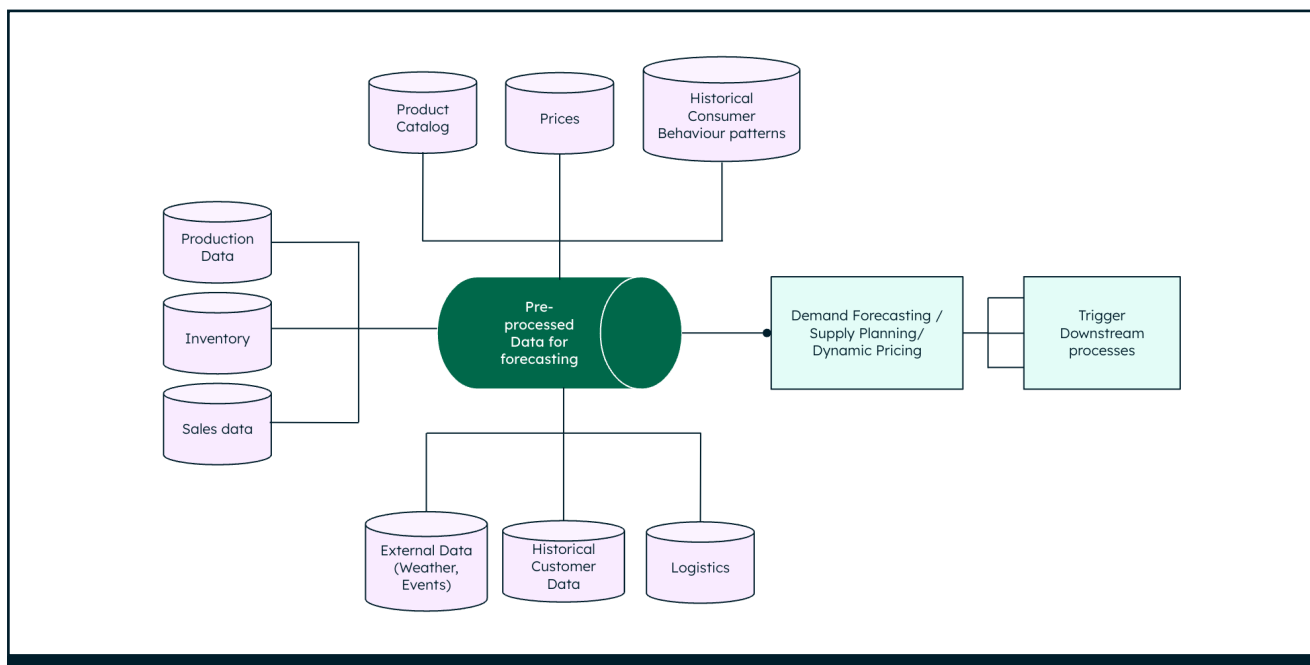 Product
Catalog
Prices
Historical
Consumer
Behaviour patterns
Production
Data
Inventory
Sales data
Pre-
processed
Data for
forecasting
Demand Forecasting /
Supply Planning/
Dynamic Pricing
Trigger
Downstream
processes
External Data
(Weather,
Events)
Historical
Customer
Data
Logistics